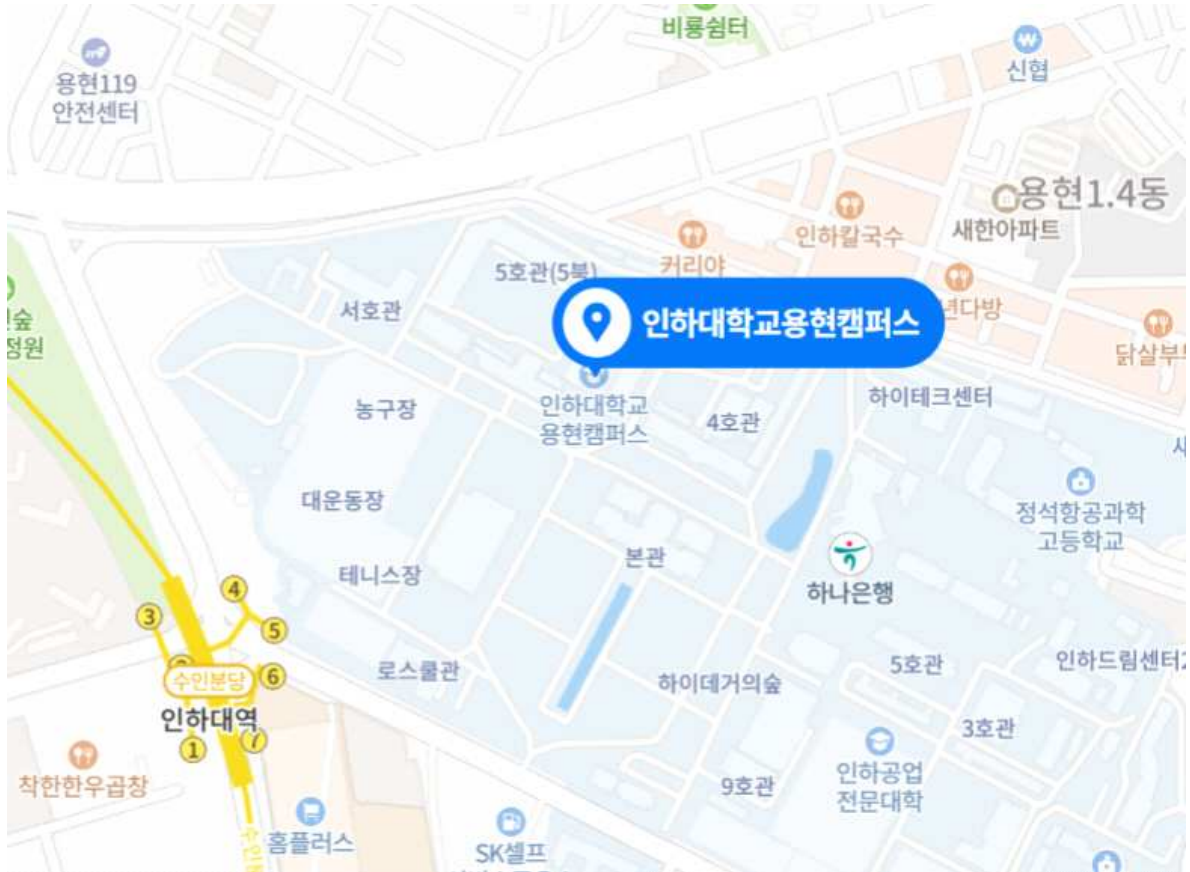 비룡쉼터
신협
용현119
안전센터
용현1.4동
새한아파트
인하칼국수
커리야
5호관(5북)
서호관
인하대학교용현캠퍼스
년다방
숲
정원
닭살부
하이테크센터
농구장
인하대학교
용현캠퍼스
4호관
대운동장
정석항공과학
고등학교
본관
테니스장
하나은행
4
3
5
로스쿨관
5호관
인하드림센터2
수인분당
6
하이데거의숲
인하대역
1
7
3호관
착한한우곱창
9호관
인하공업
전문대학
홈플러스
SK셀프